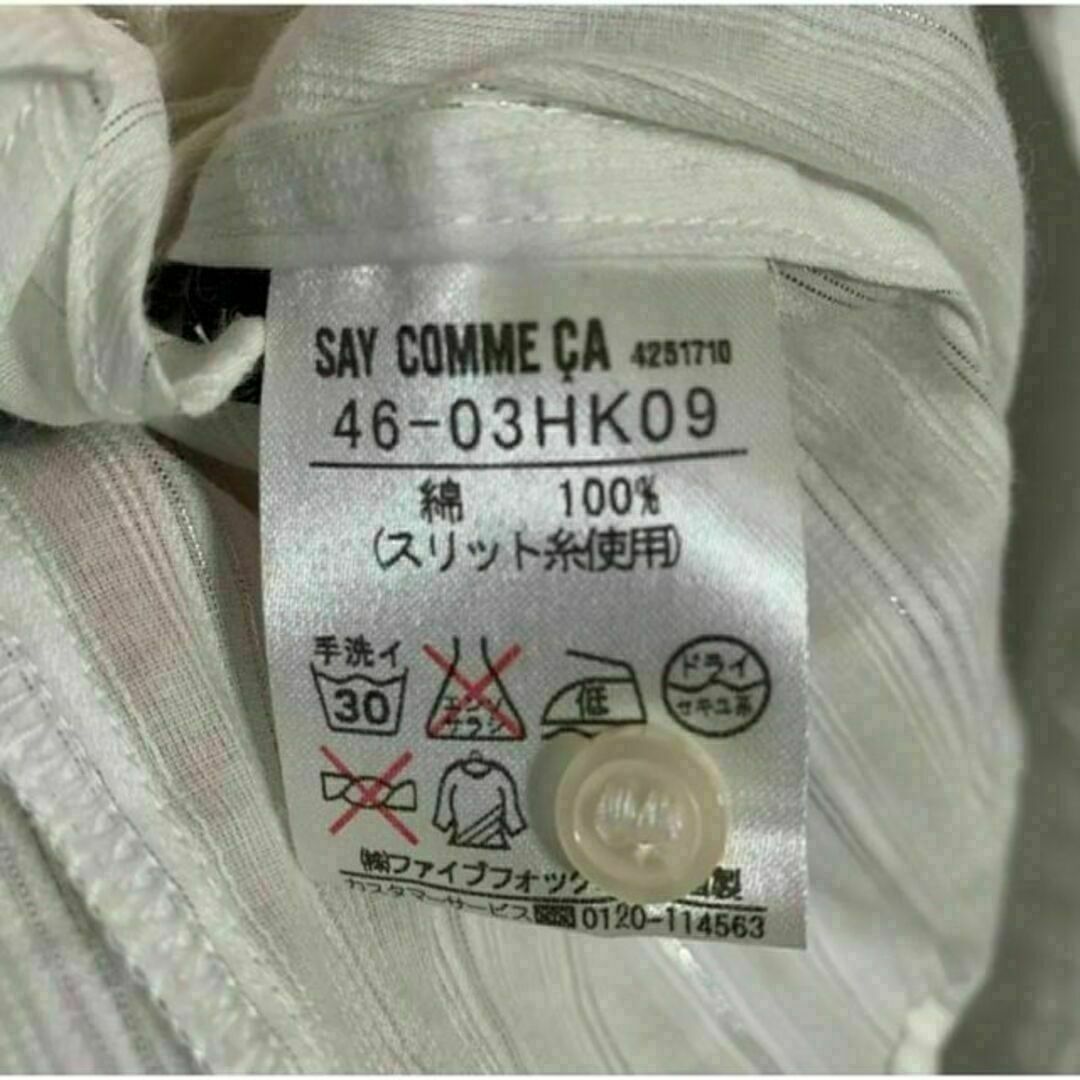 SAY COMME ÇA 4251710
46-03HK09
綿 100%
(スリット糸使用)
手洗イ
30
エンソ
サラシ
低
ドライ
セキユ系
㈱ファイブフォッ 製
カスタマーサービス 0120-114563